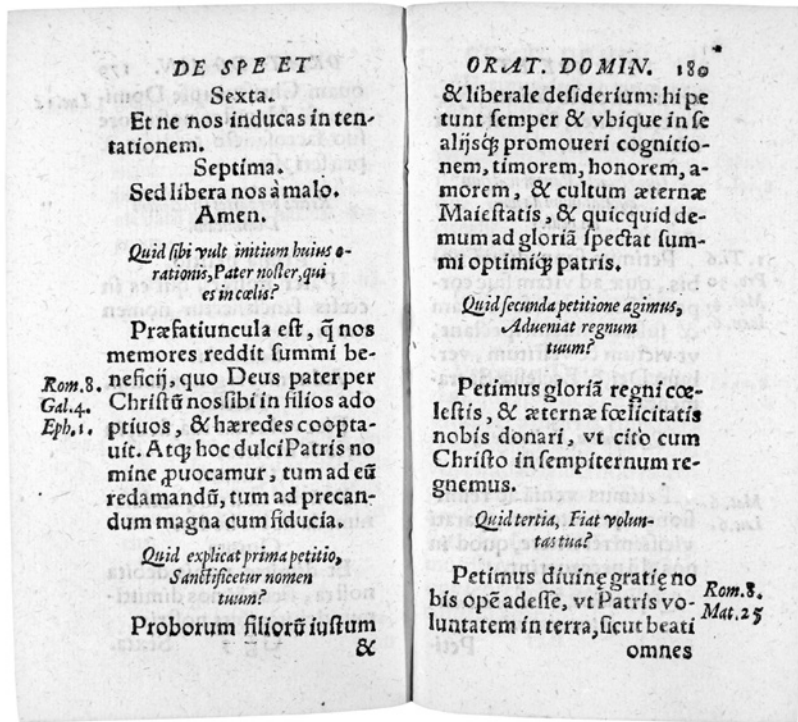 DE SPE ET
Sexta.
Et ne nos inducas in ten-
tationem.
Septima.
Sed libera nos à malo.
Amen.
Quid sibi vult initium huius o-
rationis, Pater noster, qui
es in cœlis?
Præfatiuncula est, q̃ nos
memores reddit summi be-
Rom.8. neficij, quo Deus pater per
Gal.4. Christũ nos sibi in filios ado
Eph.1. ptiuos, & hæredes coopta-
uit. Atq; hoc dulci Patris no
mine ꝓuocamur, tum ad eũ
redamandũ, tum ad precan-
dum magna cum fiducia.
Quid explicat prima petitio,
Sanctificetur nomen
tuum?
Proborum filiorũ iustum
&
ORAT. DOMIN. 180
& liberale desiderium: hi pe
tunt semper & vbique in se
alijsq; promoueri cognitio-
nem, timorem, honorem, a-
morem, & cultum æternæ
Maiestatis, & quicquid de-
mum ad gloriã spectat sum-
mi optimiq; patris.
Quid secunda petitione agimus,
Adueniat regnum
tuum?
Petimus gloriã regni cœ-
lestis, & æternæ fœlicitatis
nobis donari, vt citò cum
Christo in sempiternum re-
gnemus.
Quid tertia, Fiat volun-
tas tua?
Petimus diuinę gratię no
bis opẽ adesse, vt Patris vo- Rom.8.
luntatem in terra, sicut beati Mat.25
omnes